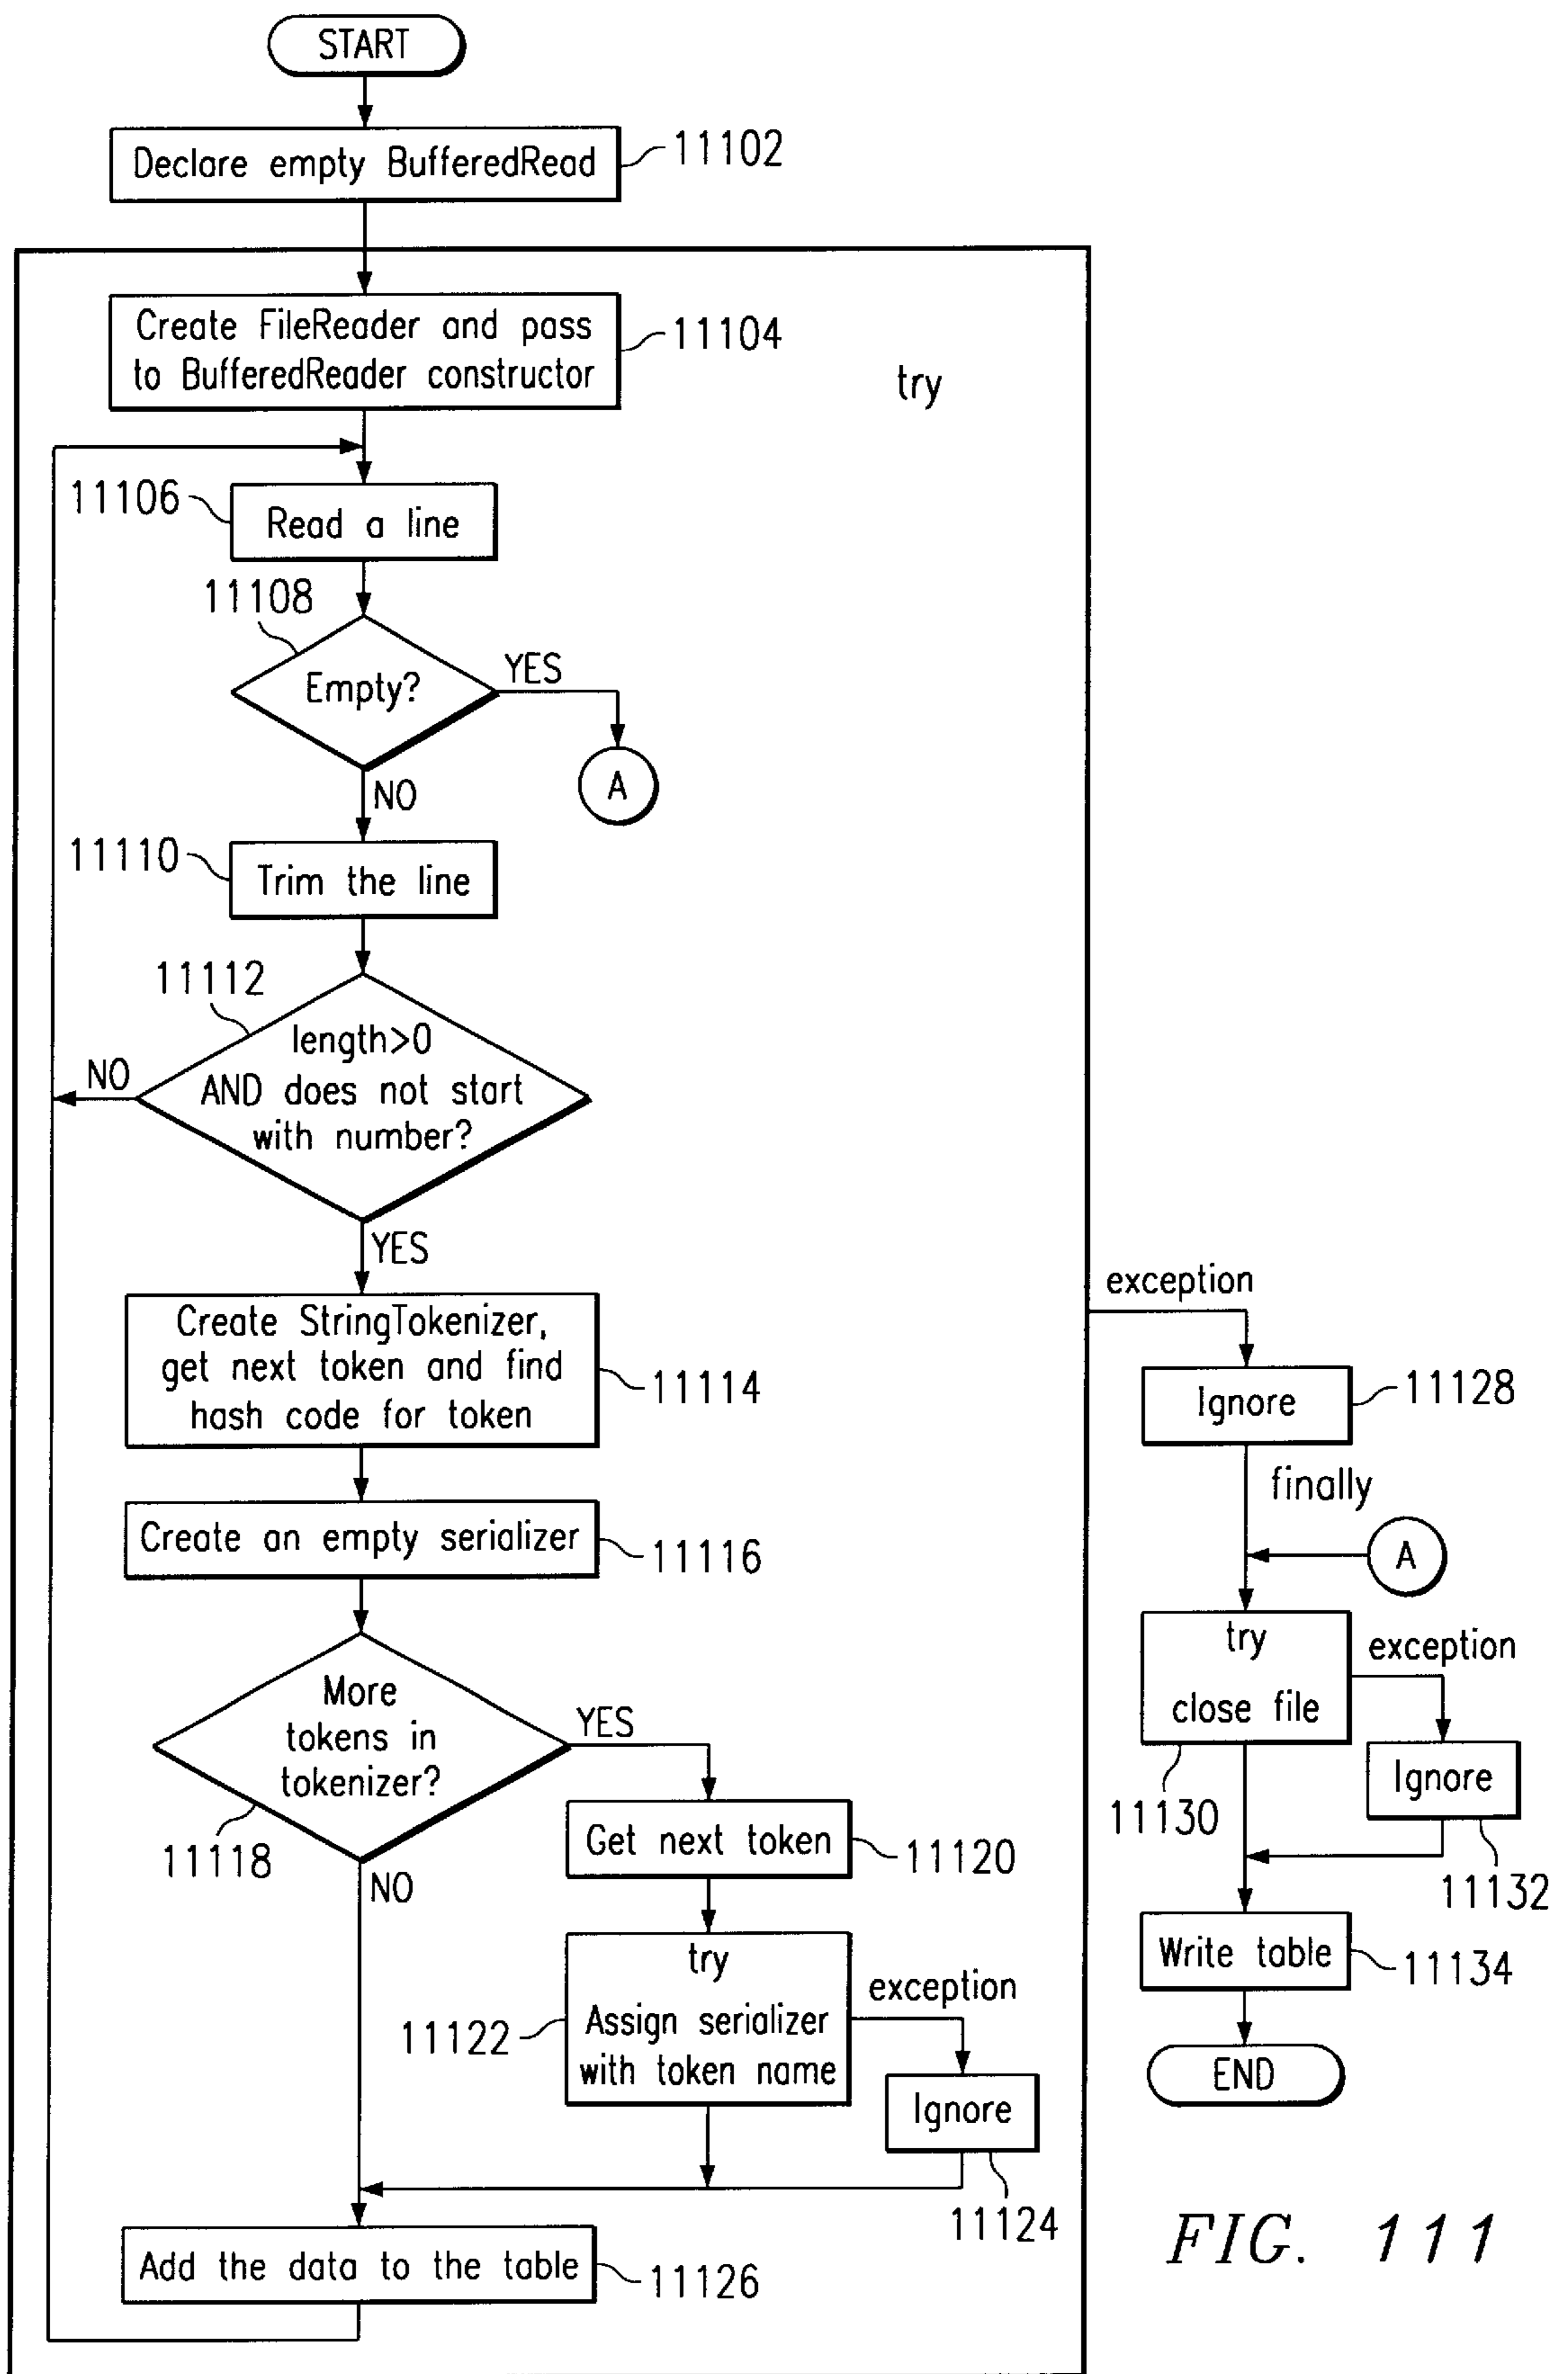 START
Declare empty BufferedRead
11102
Create FileReader and pass
to BufferedReader constructor
11104
try
11106
Read a line
11108
Empty?
YES
A
NO
11110
Trim the line
11112
length>0
AND does not start
with number?
NO
YES
Create StringTokenizer,
get next token and find
hash code for token
11114
Create an empty serializer
11116
More
tokens in
tokenizer?
YES
11118
NO
Get next token
11120
try
Assign serializer
with token name
11122
exception
Ignore
11124
Add the data to the table
11126
exception
Ignore
11128
finally
A
try
close file
exception
11130
Ignore
11132
Write table
11134
END
FIG. 111